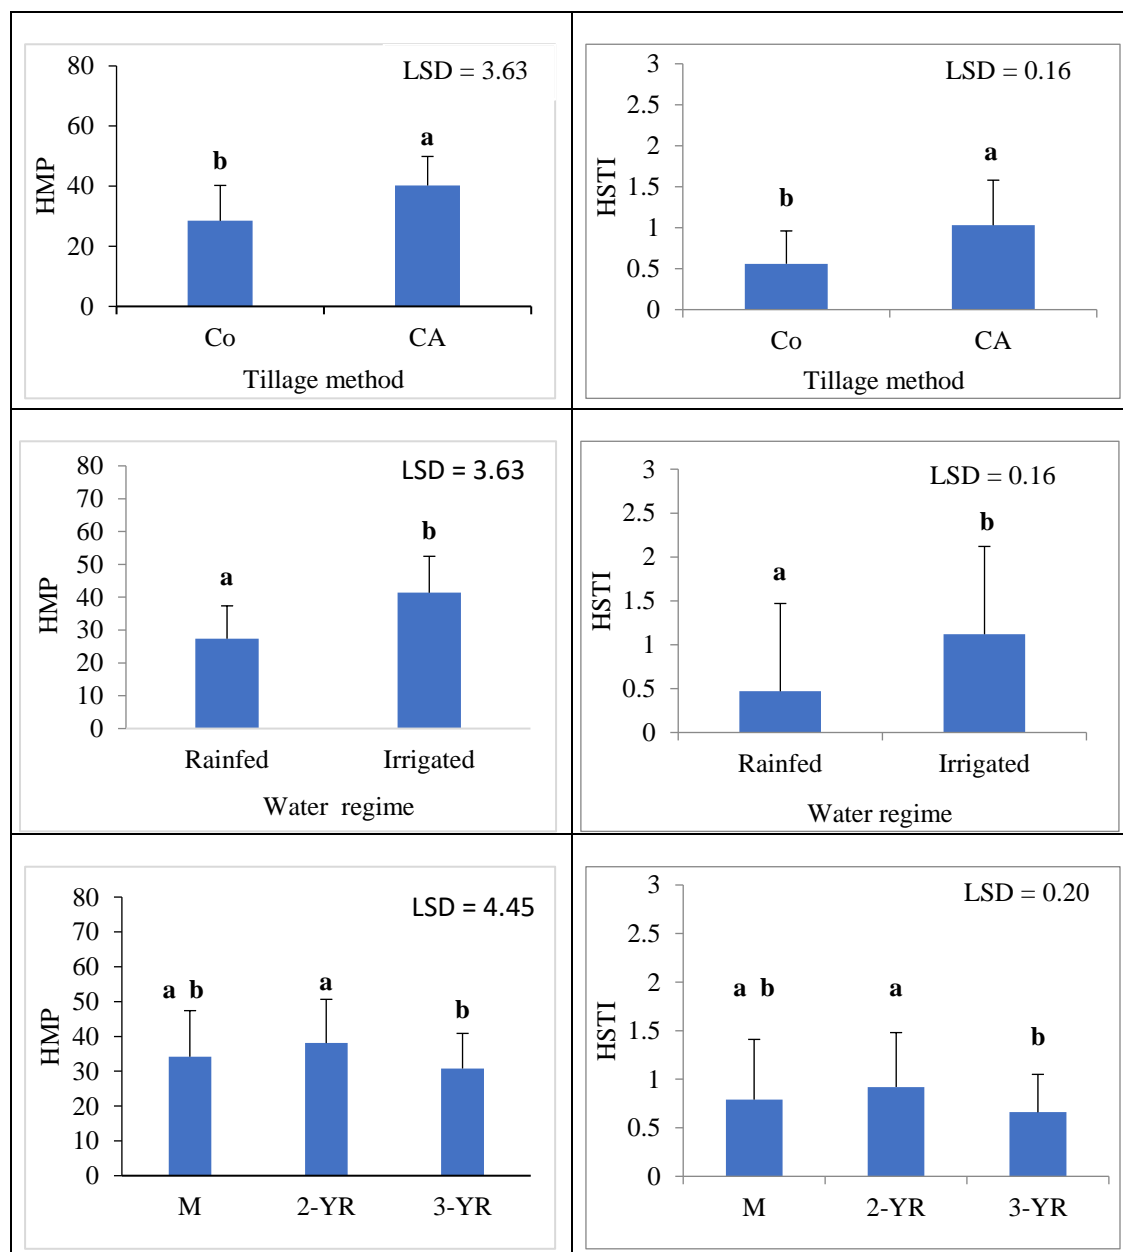 LSD = 3.63
80
60
40
20
0
HMP
b
a
Co CA
Tillage method
LSD = 0.16
3
2.5
2
1.5
1
0.5
0
HSTI
b
a
Co CA
Tillage method
LSD = 3.63
80
70
60
50
40
30
20
10
0
HMP
a
b
Rainfed Irrigated
Water regime
LSD = 0.16
3
2.5
2
1.5
1
0.5
0
HSTI
a
b
Rainfed Irrigated
Water regime
LSD = 4.45
80
70
60
50
40
30
20
10
0
HMP
a b
a
b
M 2-YR 3-YR
LSD = 0.20
3
2.5
2
1.5
1
0.5
0
HSTI
a b
a
b
M 2-YR 3-YR